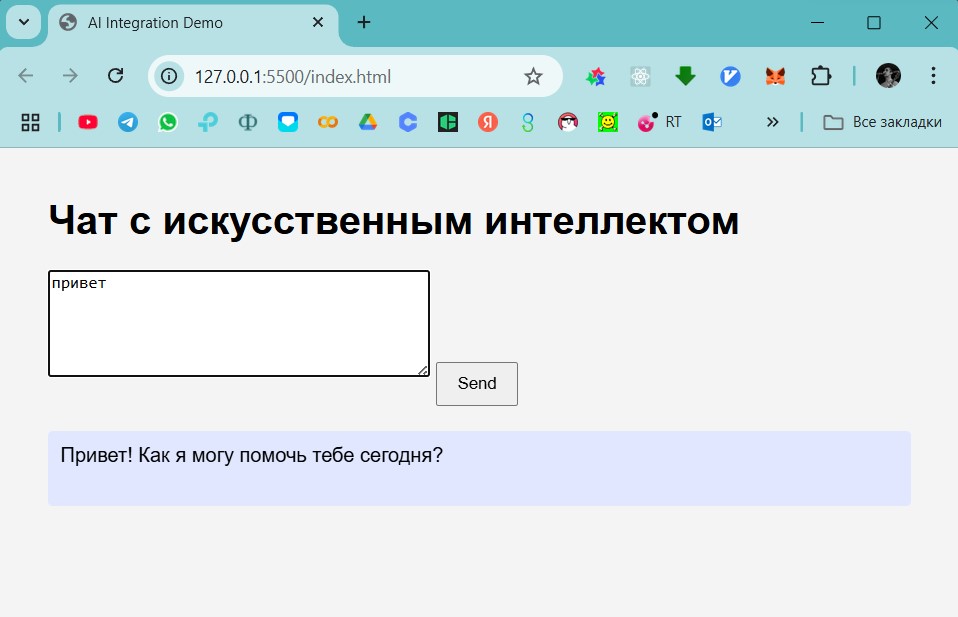 AI Integration Demo
127.0.0.1:5500/index.html
RT
Все закладки
Чат с искусственным интеллектом
привет
Send
Привет! Как я могу помочь тебе сегодня?